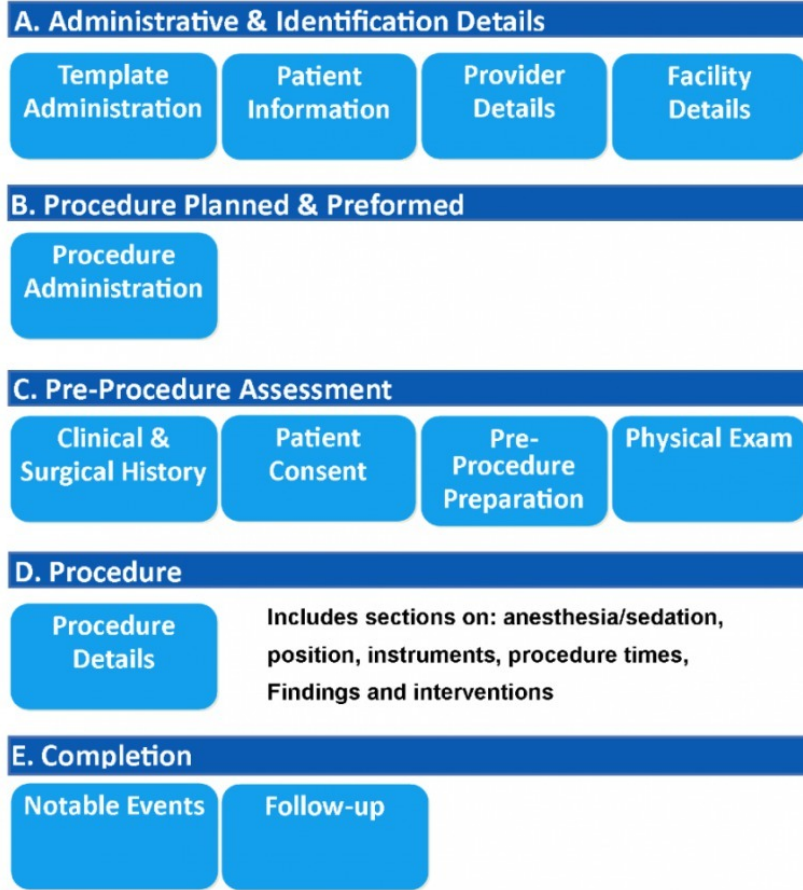 A. Administrative & Identification Details
Template
Administration
Patient
Information
Provider
Details
Facility
Details
B. Procedure Planned & Preformed
Procedure
Administration
C. Pre-Procedure Assessment
Clinical &
Surgical History
Patient
Consent
Pre-
Procedure
Preparation
Physical Exam
D. Procedure
Procedure
Details
Includes sections on: anesthesia/sedation,
position, instruments, procedure times,
Findings and interventions
E. Completion
Notable Events
Follow-up